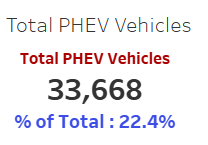 Total PHEV Vehicles
Total PHEV Vehicles
33,668
% of Total : 22.4%